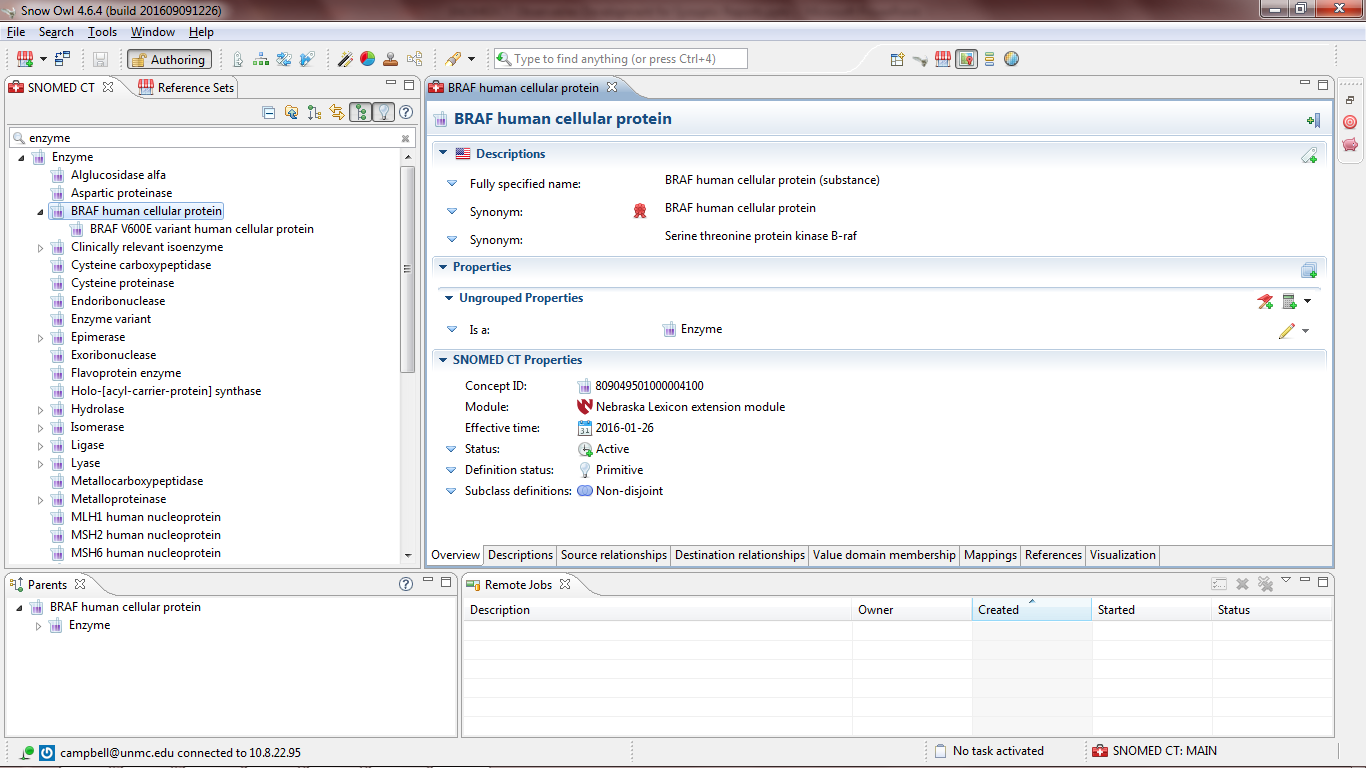 Snow Owl 4.6.4 (build 201609091226)
File Search Tools Window Help
Authoring
Type to find anything (or press Ctrl+4)
SNOMED CT
Reference Sets
enzyme
Enzyme
Alglucosidase alfa
Aspartic proteinase
BRAF human cellular protein
BRAF V600E variant human cellular protein
Clinically relevant isoenzyme
Cysteine carboxypeptidase
Cysteine proteinase
Endoribonuclease
Enzyme variant
Epimerase
Exoribonuclease
Flavoprotein enzyme
Holo-[acyl-carrier-protein] synthase
Hydrolase
Isomerase
Ligase
Lyase
Metallocarboxypeptidase
Metalloproteinase
MLH1 human nucleoprotein
MSH2 human nucleoprotein
MSH6 human nucleoprotein
BRAF human cellular protein
BRAF human cellular protein
Descriptions
Fully specified name: BRAF human cellular protein (substance)
Synonym: BRAF human cellular protein
Synonym: Serine threonine protein kinase B-raf
Properties
Ungrouped Properties
Is a: Enzyme
SNOMED CT Properties
Concept ID: 809049501000004100
Module: Nebraska Lexicon extension module
Effective time: 31 2016-01-26
Status: Active
Definition status: Primitive
Subclass definitions: Non-disjoint
Overview Descriptions Source relationships Destination relationships Value domain membership Mappings References Visualization
Parents
BRAF human cellular protein
Enzyme
Remote Jobs
Description Owner Created Started Status
campbell@unmc.edu connected to 10.8.22.95
No task activated
SNOMED CT: MAIN